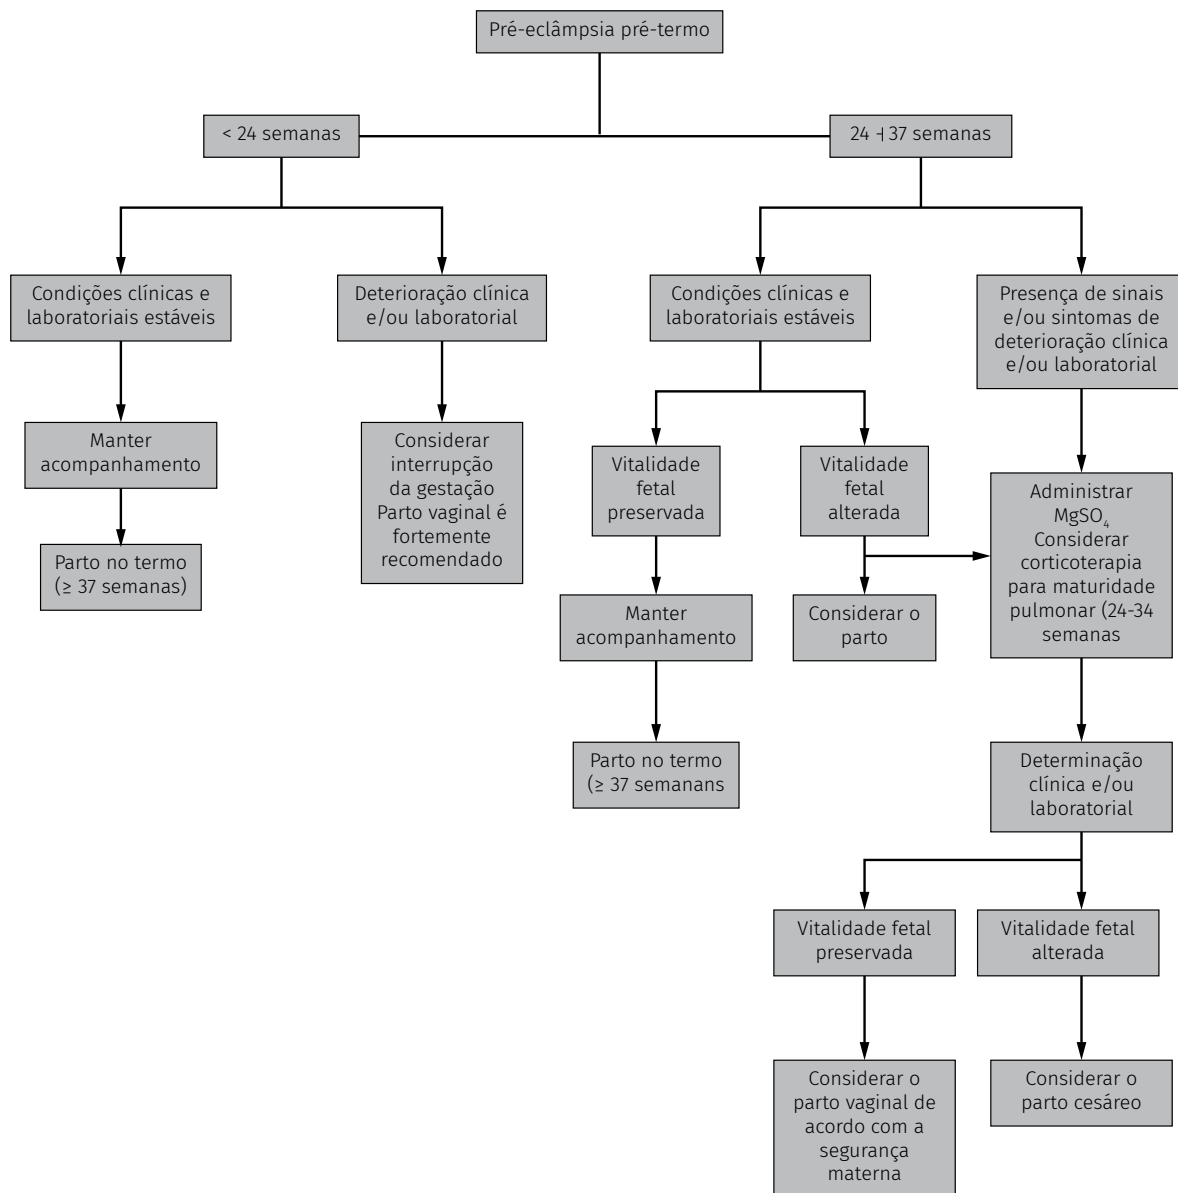 Pré-eclâmpsia pré-termo
< 24 semanas
24 ⫞ 37 semanas
Condições clínicas e
laboratoriais estáveis
Deterioração clínica
e/ou laboratorial
Condições clínicas e
laboratoriais estáveis
Presença de sinais
e/ou sintomas de
deterioração clínica
e/ou laboratorial
Manter
acompanhamento
Considerar
interrupção
da gestação
Parto vaginal é
fortemente
recomendado
Vitalidade
fetal
preservada
Vitalidade
fetal
alterada
Administrar
MgSO₄
Considerar
corticoterapia
para maturidade
pulmonar (24-34
semanas
Parto no termo
(≥ 37 semanas)
Manter
acompanhamento
Considerar o
parto
Parto no termo
(≥ 37 semanans
Determinação
clínica e/ou
laboratorial
Vitalidade fetal
preservada
Vitalidade fetal
alterada
Considerar o
parto vaginal de
acordo com a
segurança
materna
Considerar o
parto cesáreo